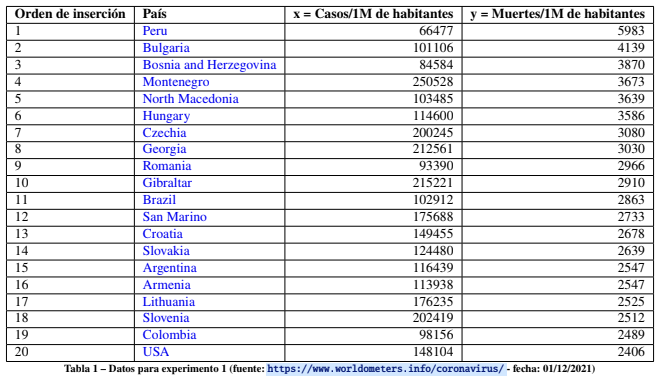 Orden de inserción País x = Casos/1M de habitantes y = Muertes/1M de habitantes
1 Peru 66477 5983
2 Bulgaria 101106 4139
3 Bosnia and Herzegovina 84584 3870
4 Montenegro 250528 3673
5 North Macedonia 103485 3639
6 Hungary 114600 3586
7 Czechia 200245 3080
8 Georgia 212561 3030
9 Romania 93390 2966
10 Gibraltar 215221 2910
11 Brazil 102912 2863
12 San Marino 175688 2733
13 Croatia 149455 2678
14 Slovakia 124480 2639
15 Argentina 116439 2547
16 Armenia 113938 2547
17 Lithuania 176235 2525
18 Slovenia 202419 2512
19 Colombia 98156 2489
20 USA 148104 2406
Tabla 1 – Datos para experimento 1 (fuente: https://www.worldometers.info/coronavirus/ - fecha: 01/12/2021)